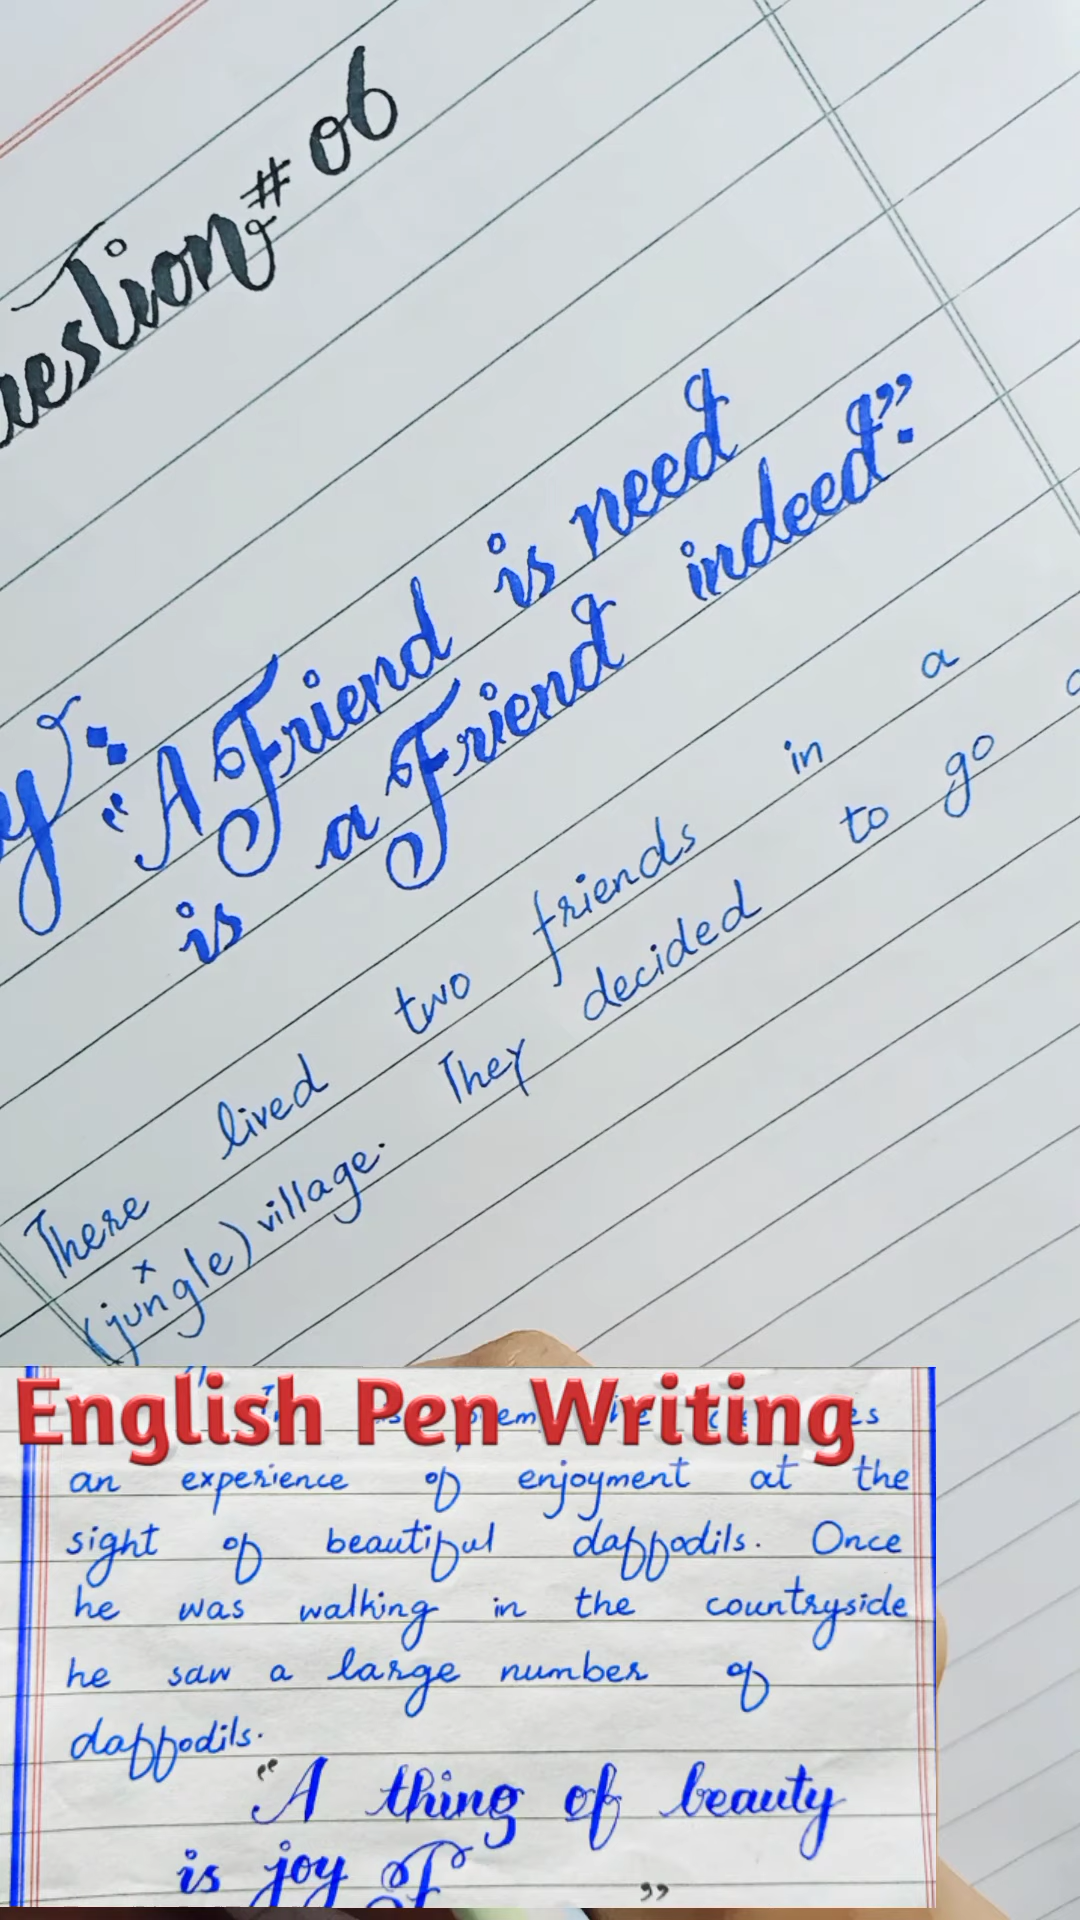 uestion # 06
y: "A Friend is need
is a Friend indeed".
There lived two friends in a
(jungle) village. They decided to go
English Pen Writing
an experience of enjoyment at the
sight of beautiful daffodils. Once
he was walking in the countryside
he saw a large number of
daffodils.
"A thing of beauty
is joy of
"